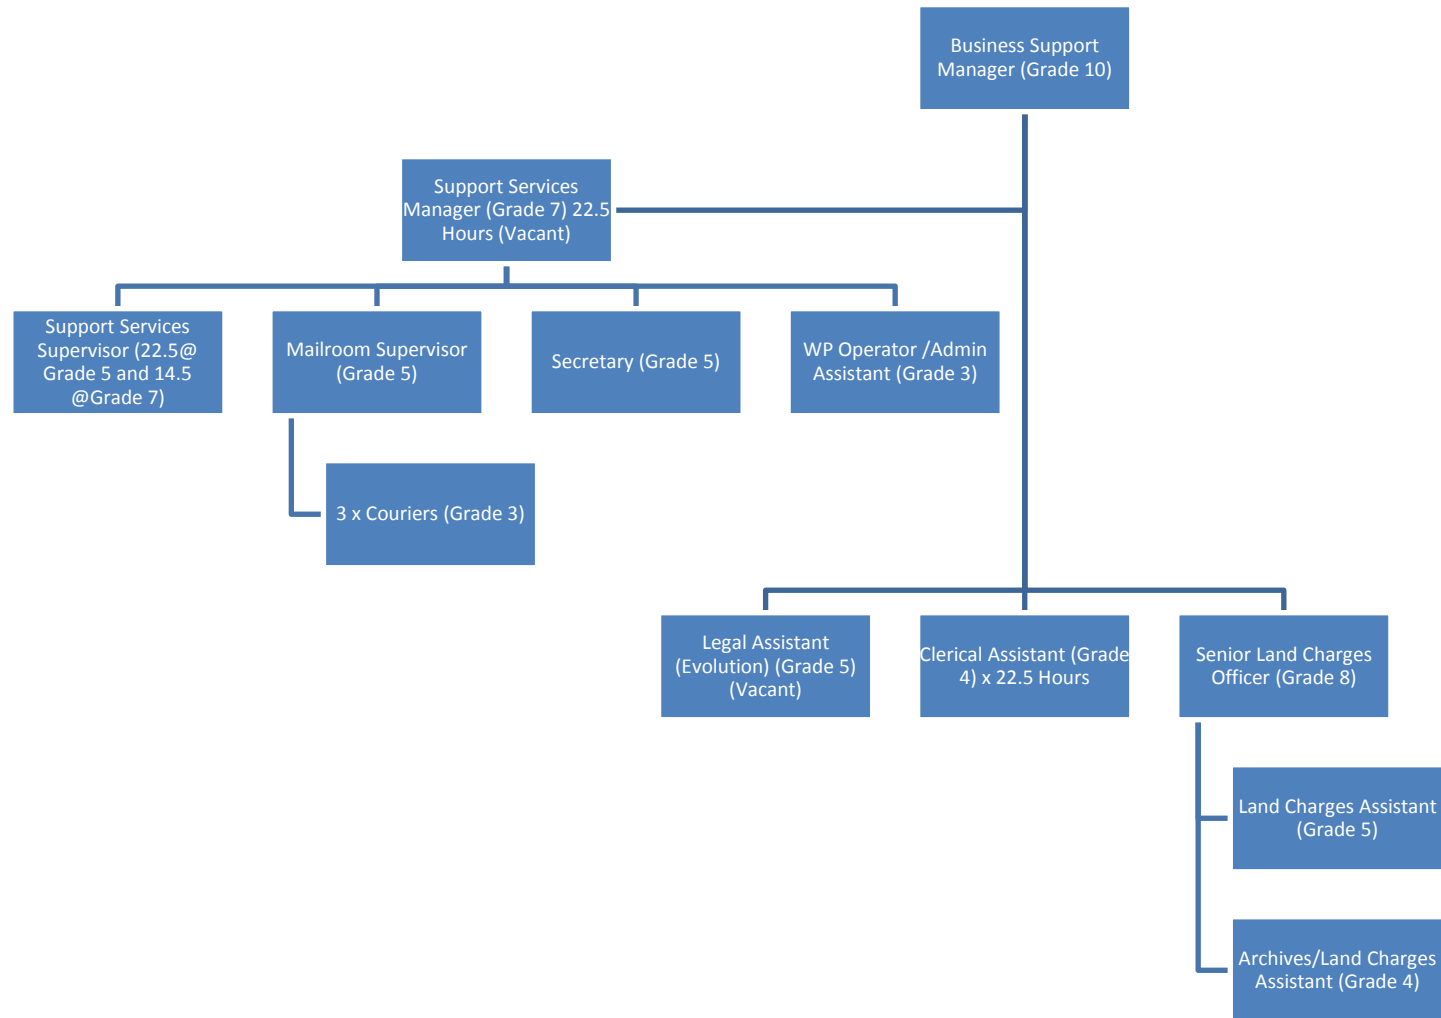 Business Support
Manager (Grade 10)
Support Services
Manager (Grade 7) 22.5
Hours (Vacant)
Support Services
Supervisor (22.5@
Grade 5 and 14.5
@Grade 7)
Mailroom Supervisor
(Grade 5)
Secretary (Grade 5)
WP Operator /Admin
Assistant (Grade 3)
3 x Couriers (Grade 3)
Legal Assistant
(Evolution) (Grade 5)
(Vacant)
Clerical Assistant (Grade
4) x 22.5 Hours
Senior Land Charges
Officer (Grade 8)
Land Charges Assistant
(Grade 5)
Archives/Land Charges
Assistant (Grade 4)